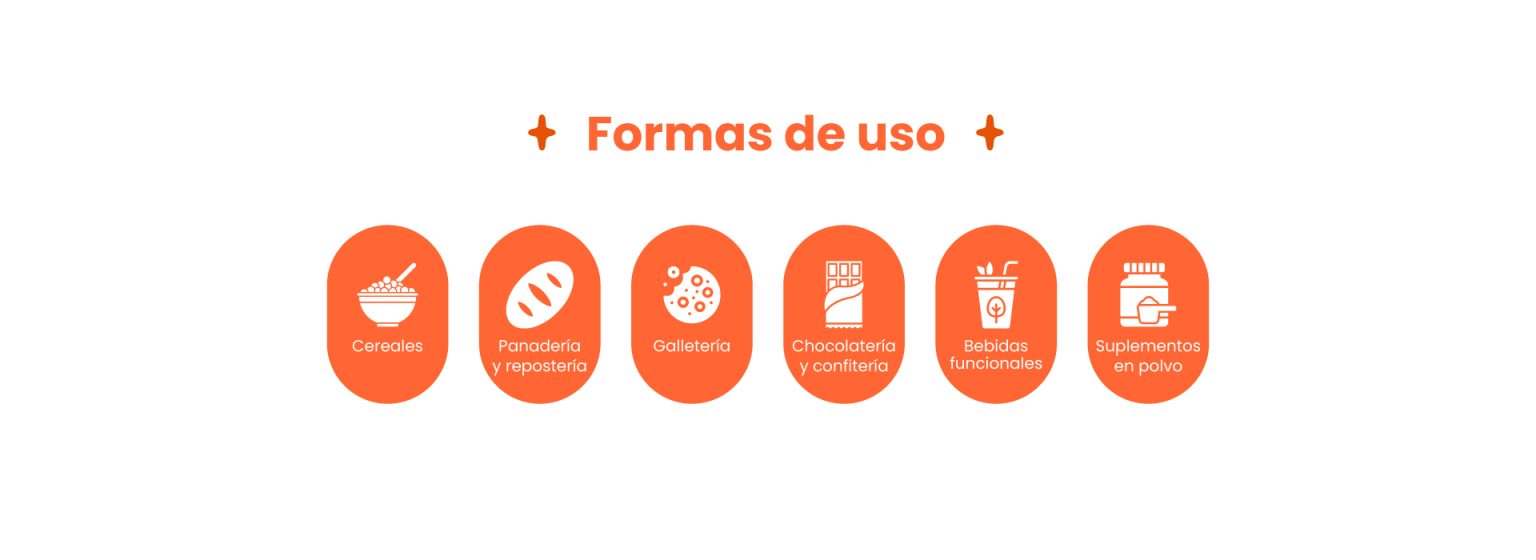 Formas de uso
Cereales
Panadería
y repostería
Galletería
Chocolatería
y confitería
Bebidas
funcionales
Suplementos
en polvo